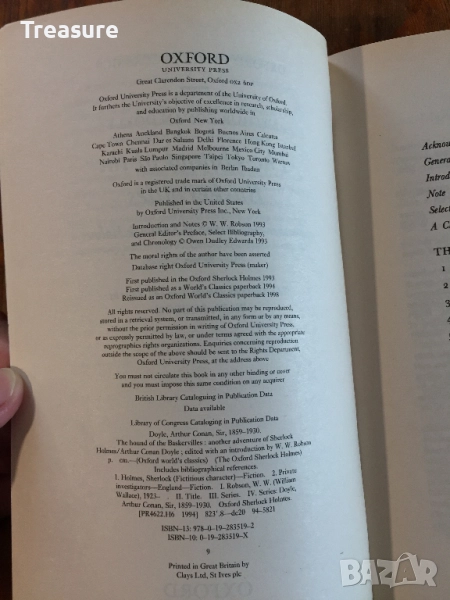 Treasure
OXFORD
UNIVERSITY PRESS
Great Clarendon Street, Oxford OX2 6DP
Oxford University Press is a department of the University of Oxford.
It furthers the University's objective of excellence in research, scholarship,
and education by publishing worldwide in
Oxford New York
Athens Auckland Bangkok Bogotá Buenos Aires Calcutta
Cape Town Chennai Dar es Salaam Delhi Florence Hong Kong Istanbul
Karachi Kuala Lumpur Madrid Melbourne Mexico City Mumbai
Nairobi Paris São Paulo Singapore Taipei Tokyo Toronto Warsaw
with associated companies in Berlin Ibadan
Oxford is a registered trade mark of Oxford University Press
in the UK and in certain other countries
Published in the United States
by Oxford University Press Inc., New York
Introduction and Notes © W. W. Robson 1993
General Editor's Preface, Select Bibliography,
and Chronology © Owen Dudley Edwards 1993
The moral rights of the author have been asserted
Database right Oxford University Press (maker)
First published in the Oxford Sherlock Holmes 1993
First published as a World's Classics paperback 1994
Reissued as an Oxford World's Classics paperback 1998
All rights reserved. No part of this publication may be reproduced,
stored in a retrieval system, or transmitted, in any form or by any means,
without the prior permission in writing of Oxford University Press,
or as expressly permitted by law, or under terms agreed with the appropriate
reprographics rights organizations. Enquiries concerning reproduction
outside the scope of the above should be sent to the Rights Department,
Oxford University Press, at the address above
You must not circulate this book in any other binding or cover
and you must impose this same condition on any acquirer
British Library Cataloguing in Publication Data
Data available
Library of Congress Cataloging in Publication Data
Doyle, Arthur Conan, Sir, 1859–1930.
The hound of the Baskervilles : another adventure of Sherlock
Holmes/Arthur Conan Doyle ; edited with an introduction by W. W. Robson
p. cm.—(Oxford world's classics) (The Oxford Sherlock Holmes)
Includes bibliographical references
1. Holmes, Sherlock (Fictitious character)—Fiction. 2. Private
investigators—England—Fiction. I. Robson, W. W. (William
Wallace), 1923– . II. Title. III. Series. IV. Series: Doyle,
Arthur Conan, Sir, 1859–1930. Oxford Sherlock Holmes.
[PR4622.H6 1994] 823'.8—dc20 94–5821
ISBN-13: 978-0-19-283519-2
ISBN-10: 0-19-283519-X
9
Printed in Great Britain by
Clays Ltd, St Ives plc
Acknow
General
Introdu
Note
Select
A C
TH
1
2
3
4
BAZAR